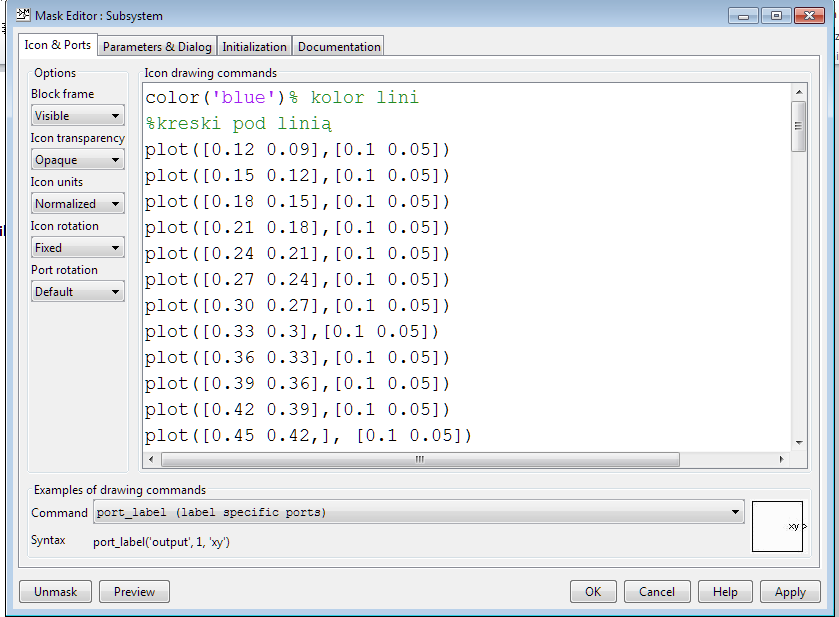 Mask Editor : Subsystem
Icon & Ports
Parameters & Dialog
Initialization
Documentation
Options
Block frame
Visible
Icon transparency
Opaque
Icon units
Normalized
Icon rotation
Fixed
Port rotation
Default
Icon drawing commands
color('blue')% kolor lini
%kreski pod linią
plot([0.12 0.09],[0.1 0.05])
plot([0.15 0.12],[0.1 0.05])
plot([0.18 0.15],[0.1 0.05])
plot([0.21 0.18],[0.1 0.05])
plot([0.24 0.21],[0.1 0.05])
plot([0.27 0.24],[0.1 0.05])
plot([0.30 0.27],[0.1 0.05])
plot([0.33 0.3],[0.1 0.05])
plot([0.36 0.33],[0.1 0.05])
plot([0.39 0.36],[0.1 0.05])
plot([0.42 0.39],[0.1 0.05])
plot([0.45 0.42,], [0.1 0.05])
Examples of drawing commands
Command port_label (label specific ports)
Syntax port_label('output', 1, 'xy')
xy >
Unmask
Preview
OK
Cancel
Help
Apply